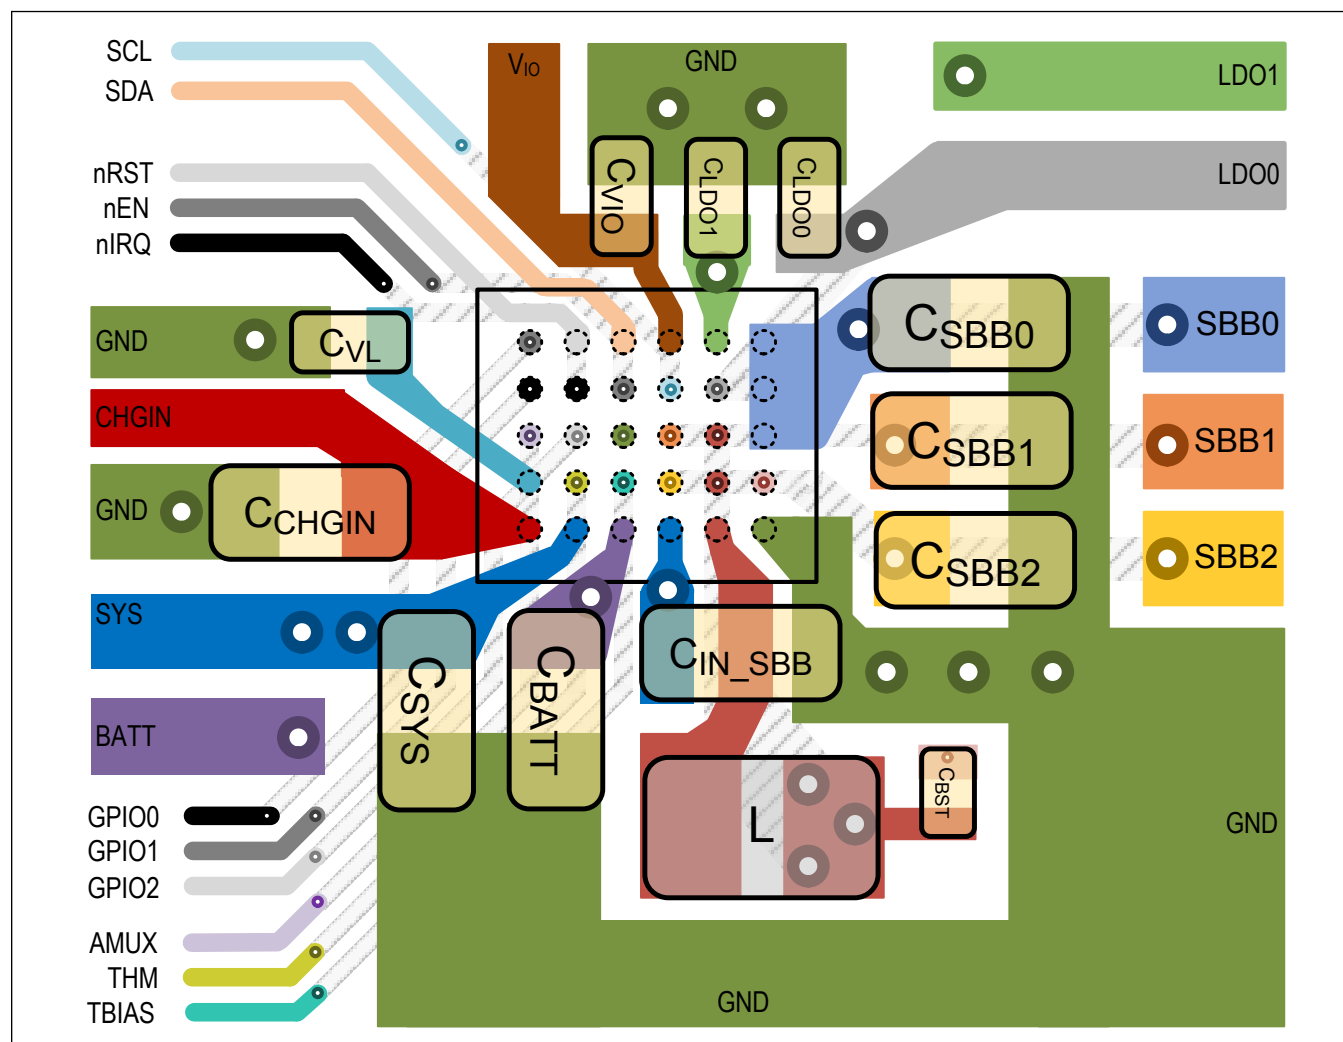 SCL
SDA
VIO
GND
LDO1
LDO0
nRST
nEN
nIRQ
CVIO
CLDO1
CLDO0
GND
CVL
CSBB0
SBB0
CHGIN
CSBB1
SBB1
GND
CCHGIN
CSBB2
SBB2
SYS
CSYS
CBATT
CIN_SBB
BATT
L
CBST
GND
GPIO0
GPIO1
GPIO2
AMUX
THM
TBIAS
GND